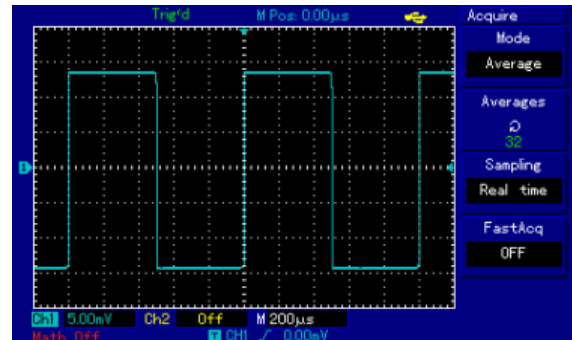 Trig'd M Pos: 0.00µs Acquire
Mode
Average
Averages
32
Sampling
1
Real time
FastAcq
OFF
Ch1 5.00mV Ch2 Off M 200µs
Math Off T CH1 0.00mV